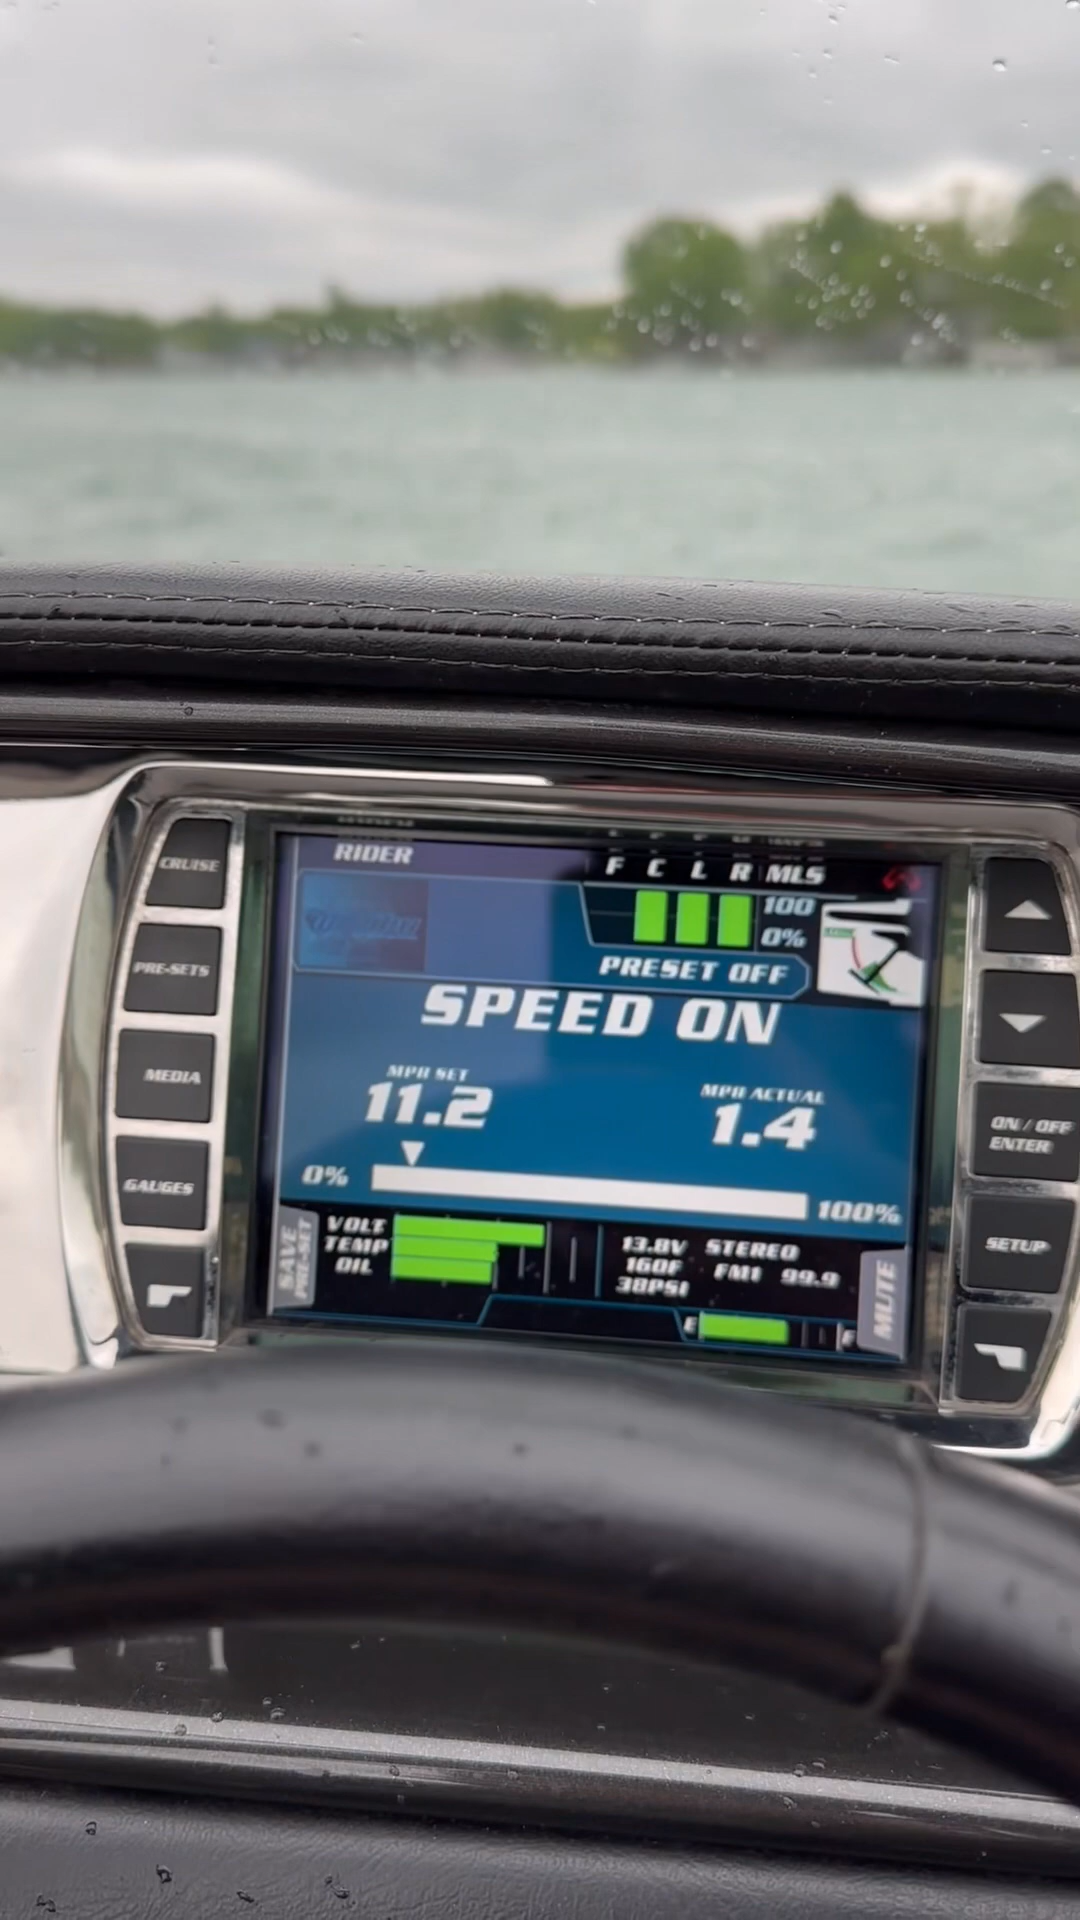 RIDER
F C L R MLS
100
0%
PRESET OFF
SPEED ON
MPH SET
11.2
MPH ACTUAL
1.4
0%
100%
VOLT
TEMP
OIL
13.8V
160F
38PSI
STEREO
FM1 99.9
E F
SAVE
PRE-SET
MUTE
CRUISE
PRE-SETS
MEDIA
GAUGES
ON / OFF
ENTER
SETUP